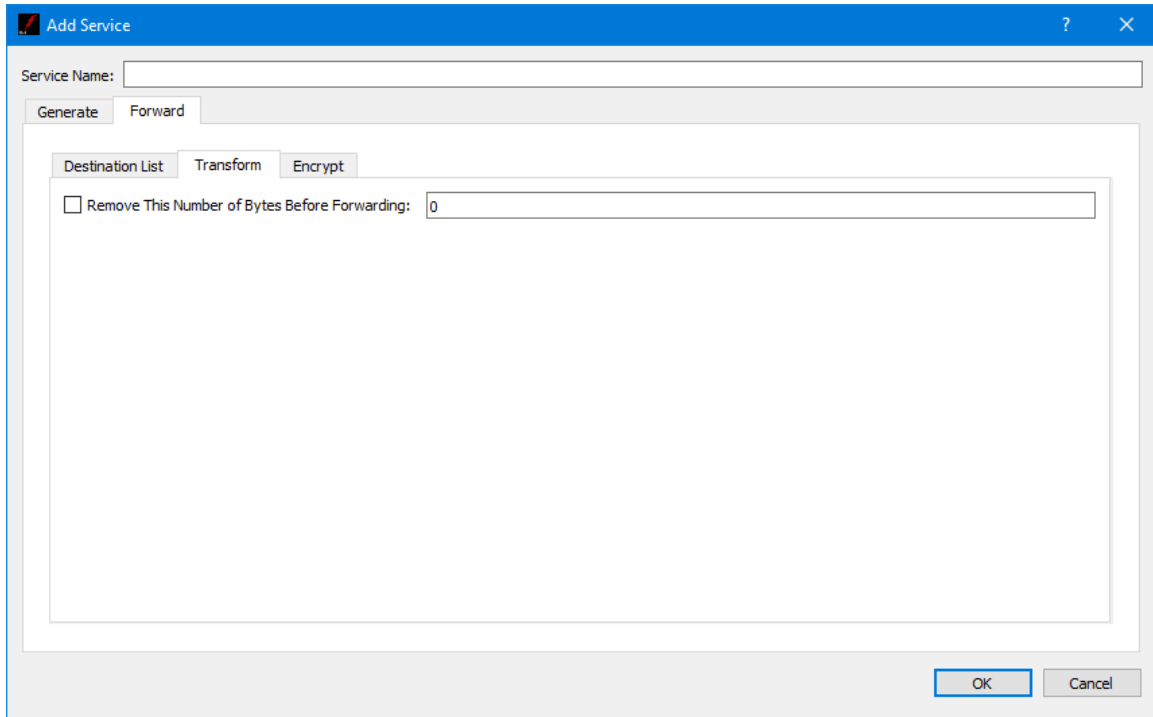 Add Service
Service Name:
Generate Forward
Destination List Transform Encrypt
Remove This Number of Bytes Before Forwarding: 0
OK Cancel